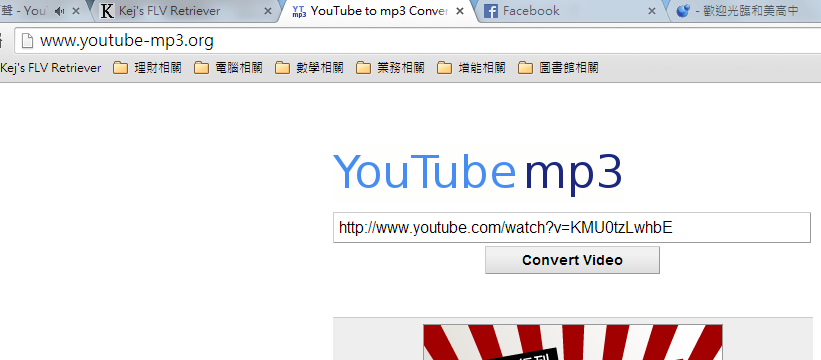 聲 - You
Kej's FLV Retriever
YT mp3
YouTube to mp3 Conver
Facebook
- 歡迎光臨和美高中
www.youtube-mp3.org
Kej's FLV Retriever
理財相關
電腦相關
數學相關
業務相關
增能相關
圖書館相關
YouTube mp3
http://www.youtube.com/watch?v=KMU0tzLwhbE
Convert Video